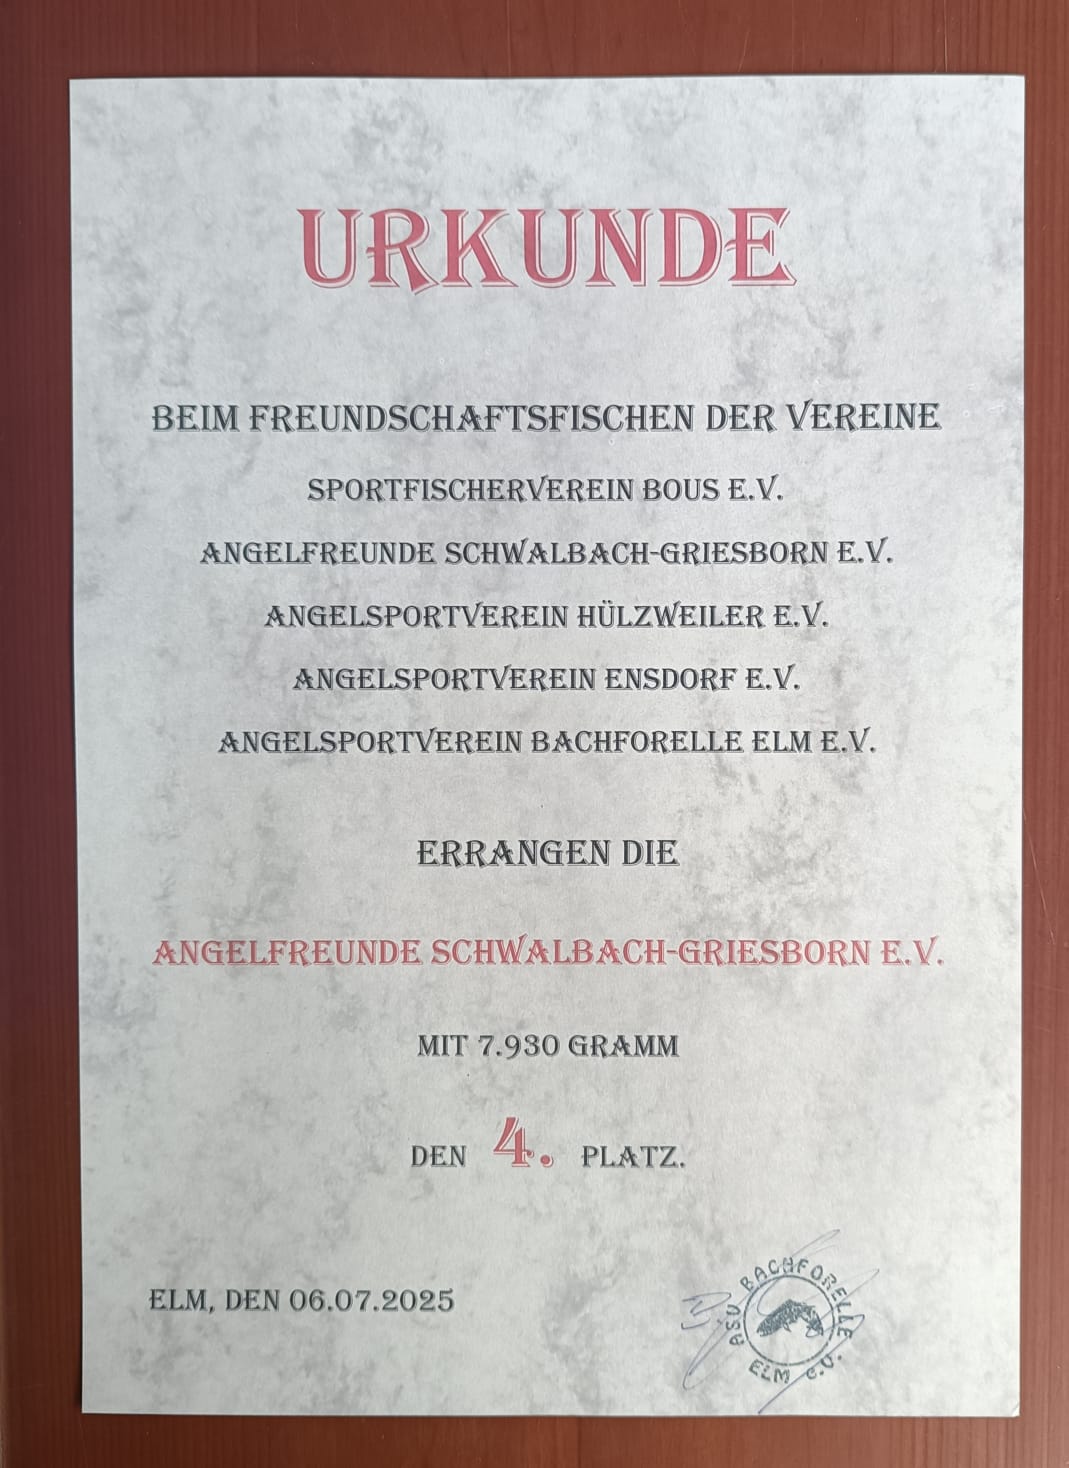 URKUNDE
BEIM FREUNDSCHAFTSFISCHEN DER VEREINE
SPORTFISCHERVEREIN BOUS E.V.
ANGELFREUNDE SCHWALBACH-GRIESBORN E.V.
ANGELSPORTVEREIN HÜLZWEILER E.V.
ANGELSPORTVEREIN ENSDORF E.V.
ANGELSPORTVEREIN BACHFORELLE ELM E.V.
ERRANGEN DIE
ANGELFREUNDE SCHWALBACH-GRIESBORN E.V.
MIT 7.930 GRAMM
DEN 4. PLATZ.
ELM, DEN 06.07.2025
ASV BACHFORELLE
ELM e.V.